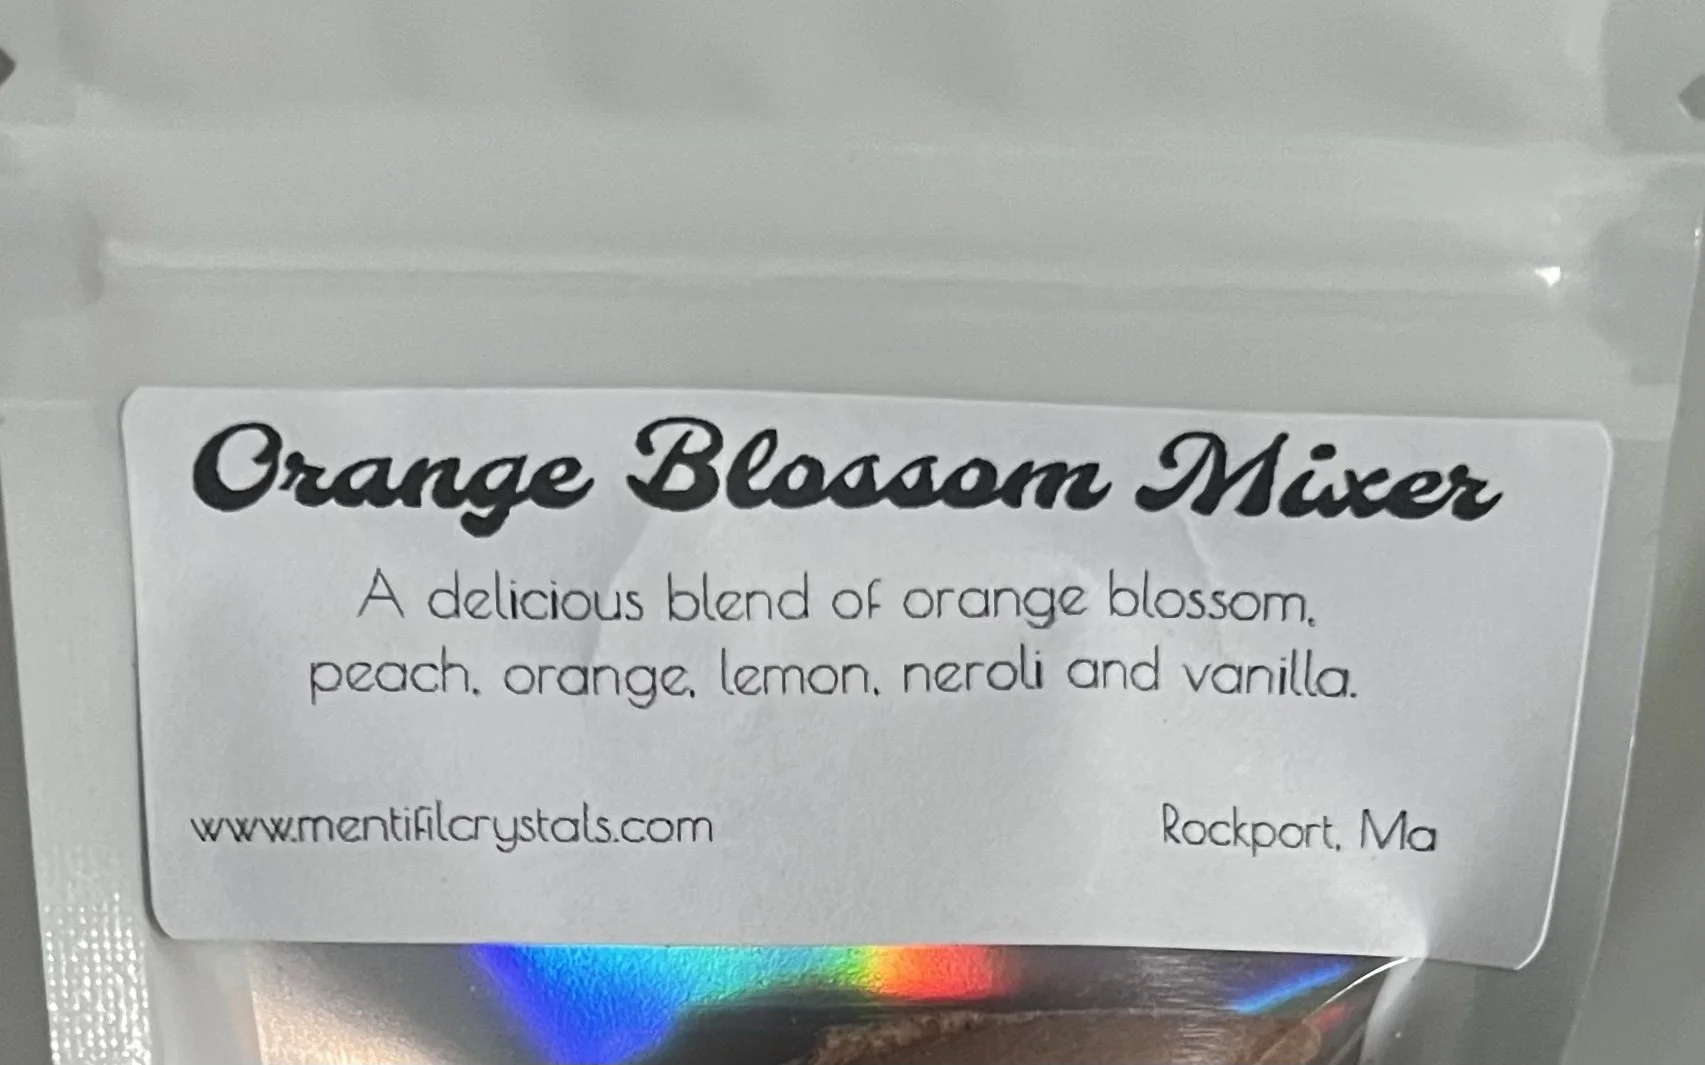 Orange Blossom Mixer
A delicious blend of orange blossom,
peach, orange, lemon, neroli and vanilla.
www.mentifilcrystals.com
Rockport, Ma